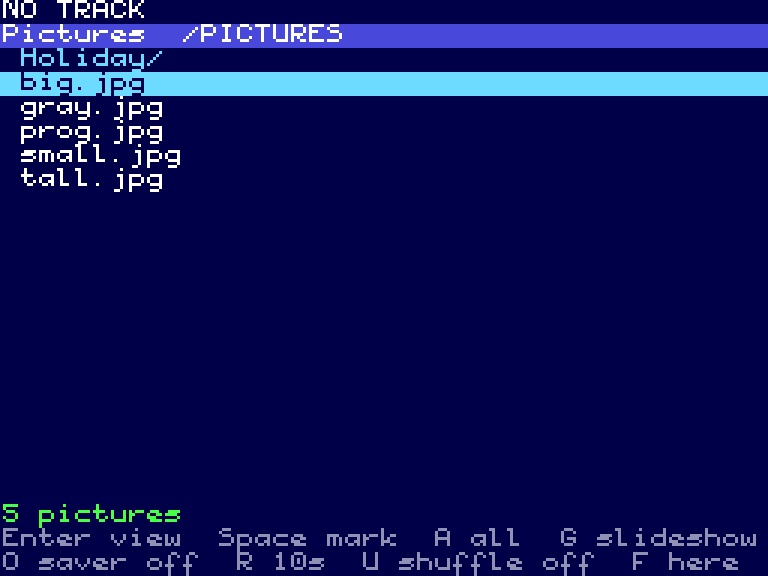 NO TRACK
Pictures  /PICTURES
Holiday/
big.jpg
gray.jpg
prog.jpg
small.jpg
tall.jpg
5 pictures
Enter view  Space mark  A all  G slideshow
O saver off  R 10s  U shuffle off  F here